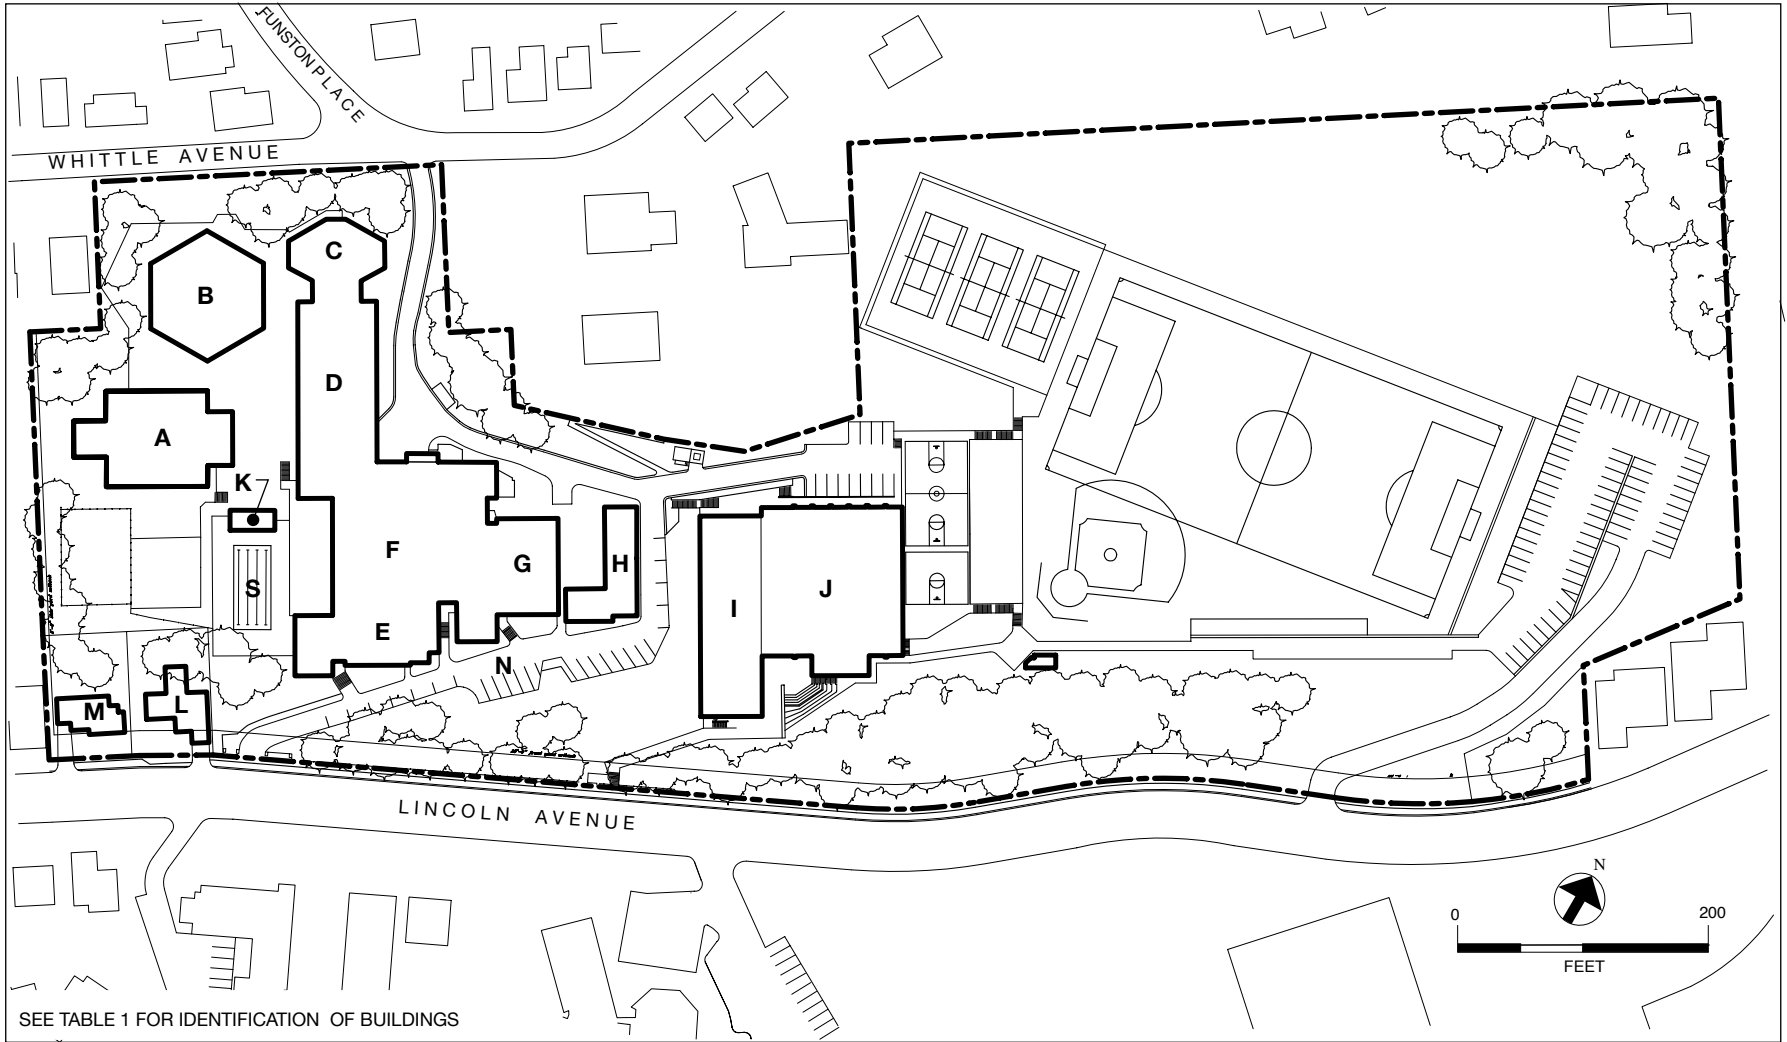 FUNSTON PLACE
WHITTLE AVENUE
C
B
D
A
K
F
G
H
S
I
J
E
N
M
L
LINCOLN AVENUE
N
0 200
FEET
SEE TABLE 1 FOR IDENTIFICATION OF BUILDINGS